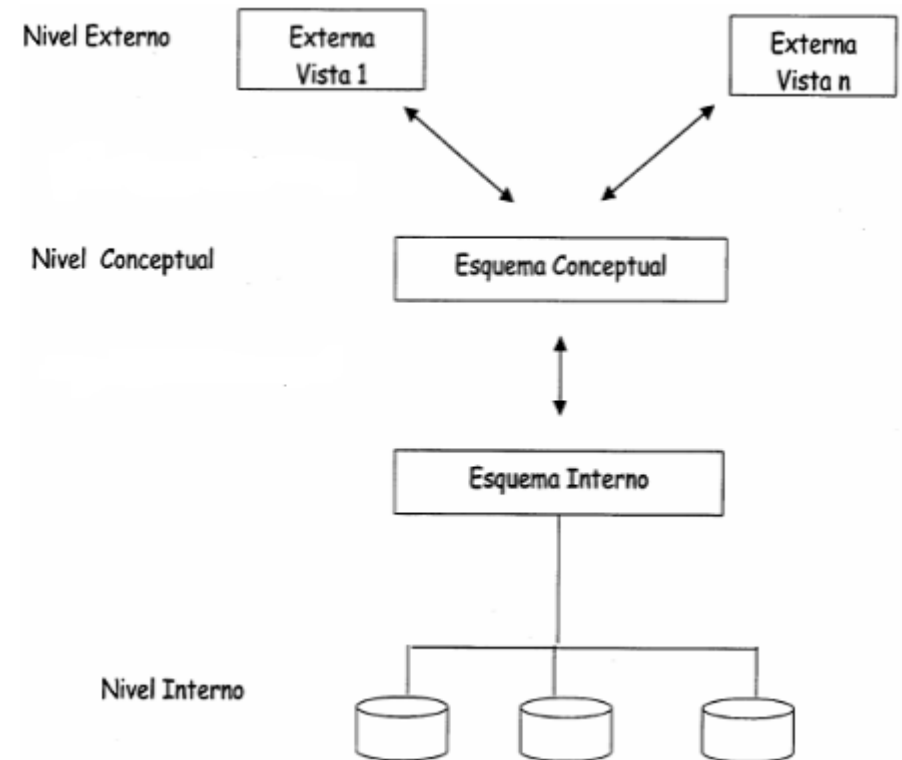 Nivel Externo
Externa
Vista 1
Externa
Vista n
Nivel Conceptual
Esquema Conceptual
Esquema Interno
Nivel Interno